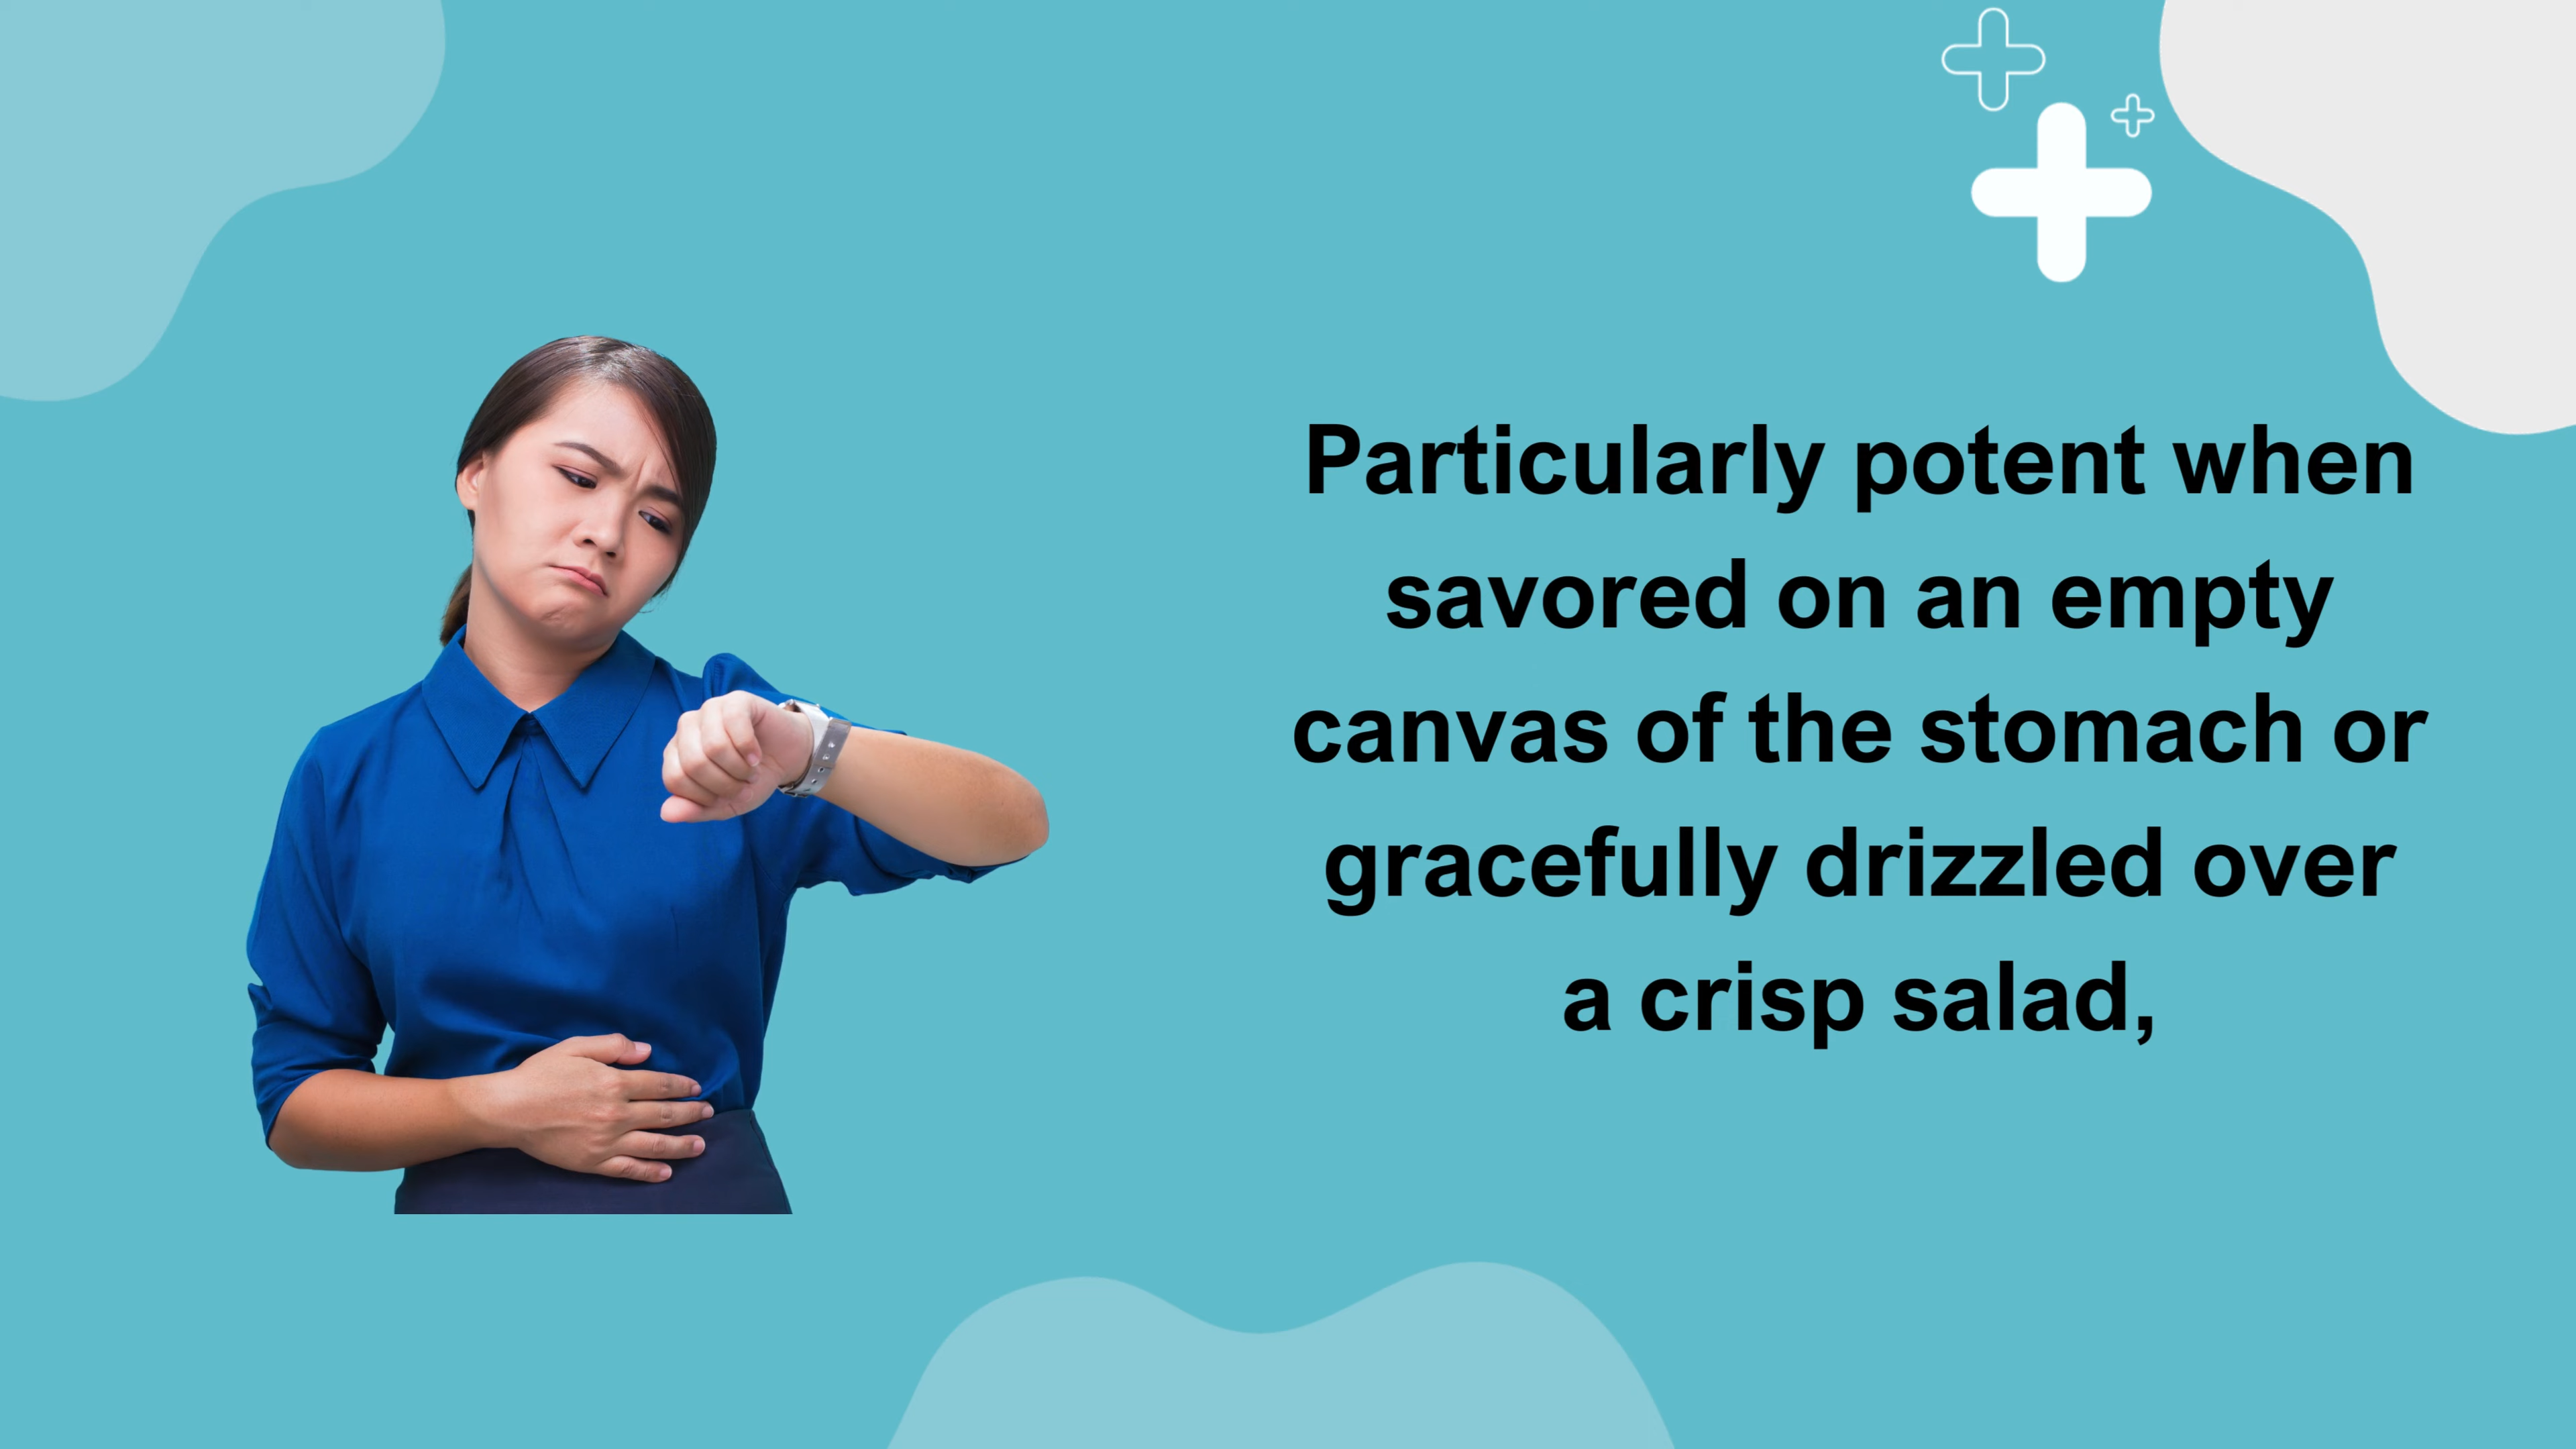 Particularly potent when
savored on an empty
canvas of the stomach or
gracefully drizzled over
a crisp salad,